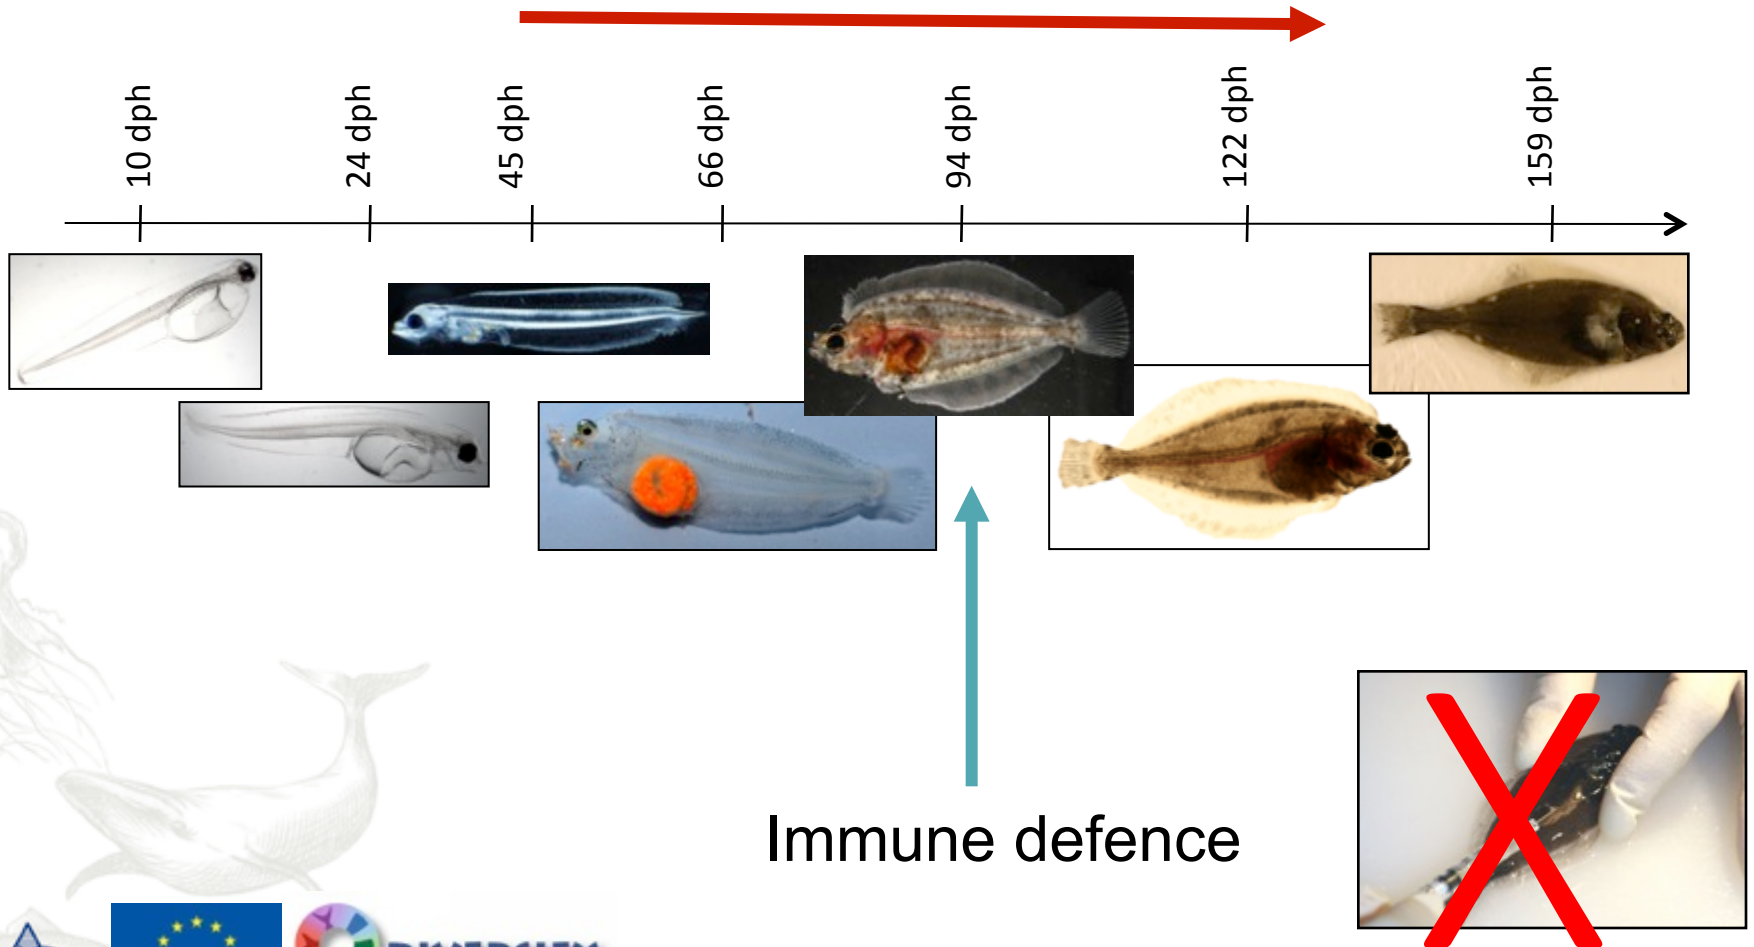 10 dph
24 dph
45 dph
66 dph
94 dph
122 dph
159 dph
Immune defence